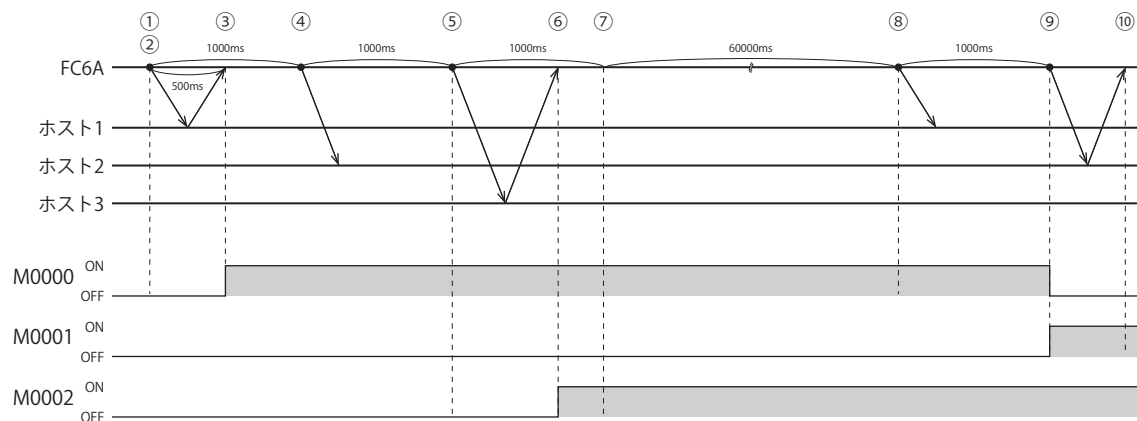 ① ③ ④ ⑤ ⑥ ⑦ ⑧ ⑨ ⑩
②
1000ms 1000ms 1000ms 60000ms 1000ms
FC6A
500ms
ホスト1
ホスト2
ホスト3
M0000 ON
OFF
M0001 ON
OFF
M0002 ON
OFF